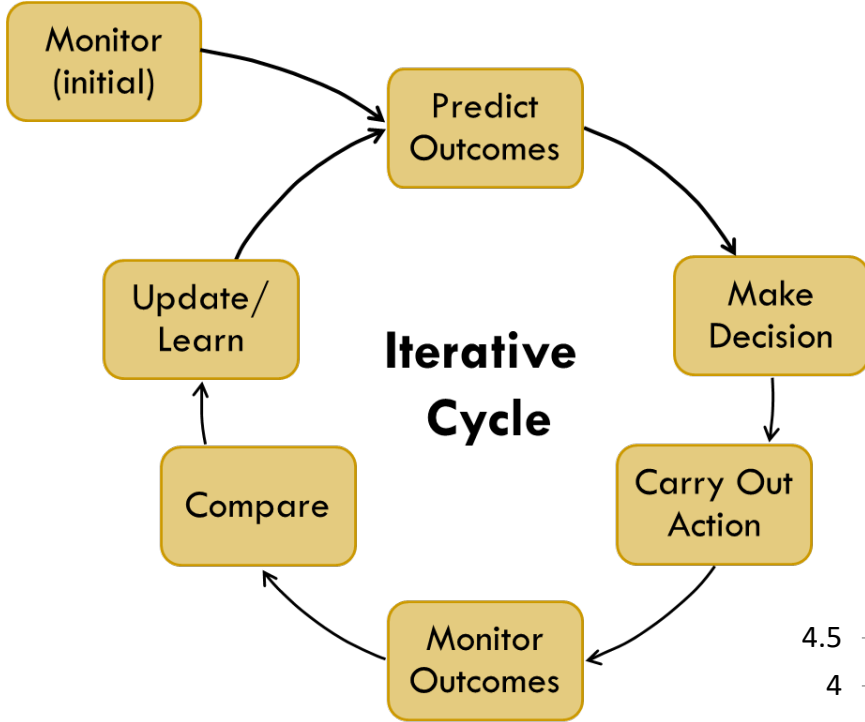 Monitor
(initial)
Predict
Outcomes
Make
Decision
Carry Out
Action
Monitor
Outcomes
Compare
Update/
Learn
Iterative
Cycle
4.5
4